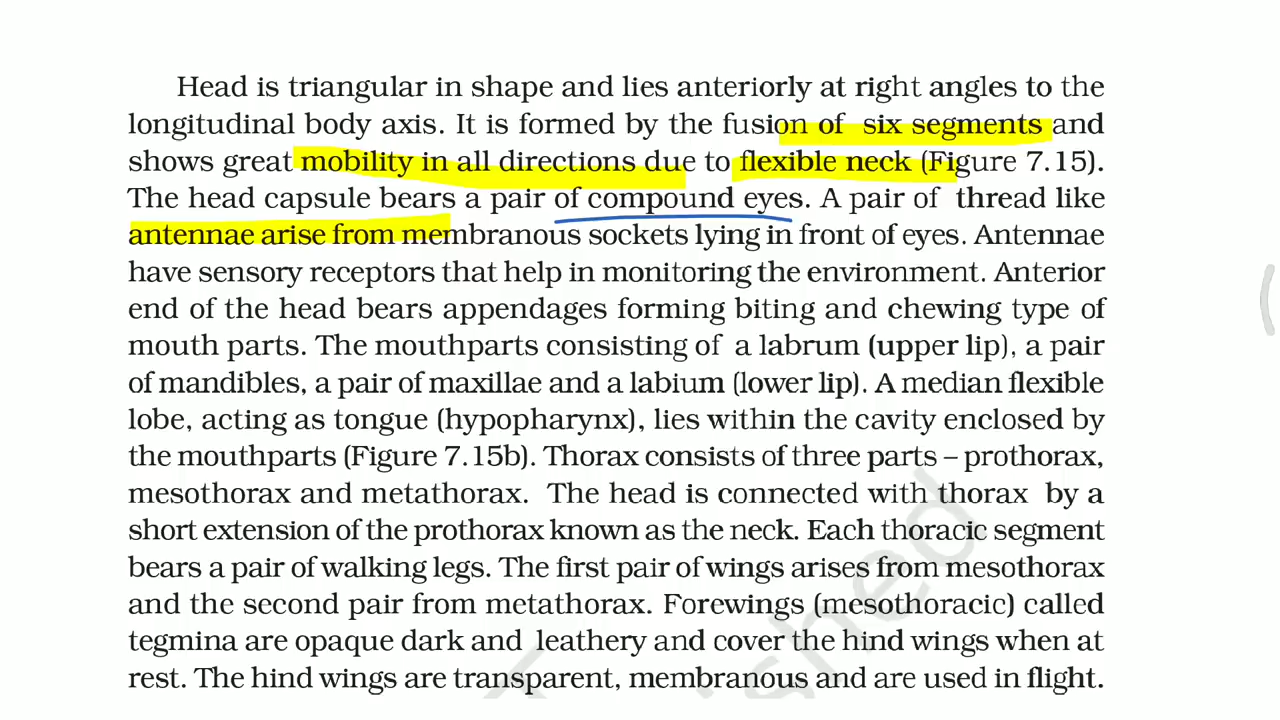 Head is triangular in shape and lies anteriorly at right angles to the
longitudinal body axis. It is formed by the fusion of six segments and
shows great mobility in all directions due to flexible neck (Figure 7.15).
The head capsule bears a pair of compound eyes. A pair of thread like
antennae arise from membranous sockets lying in front of eyes. Antennae
have sensory receptors that help in monitoring the environment. Anterior
end of the head bears appendages forming biting and chewing type of
mouth parts. The mouthparts consisting of a labrum (upper lip), a pair
of mandibles, a pair of maxillae and a labium (lower lip). A median flexible
lobe, acting as tongue (hypopharynx), lies within the cavity enclosed by
the mouthparts (Figure 7.15b). Thorax consists of three parts – prothorax,
mesothorax and metathorax. The head is connected with thorax by a
short extension of the prothorax known as the neck. Each thoracic segment
bears a pair of walking legs. The first pair of wings arises from mesothorax
and the second pair from metathorax. Forewings (mesothoracic) called
tegmina are opaque dark and leathery and cover the hind wings when at
rest. The hind wings are transparent, membranous and are used in flight.